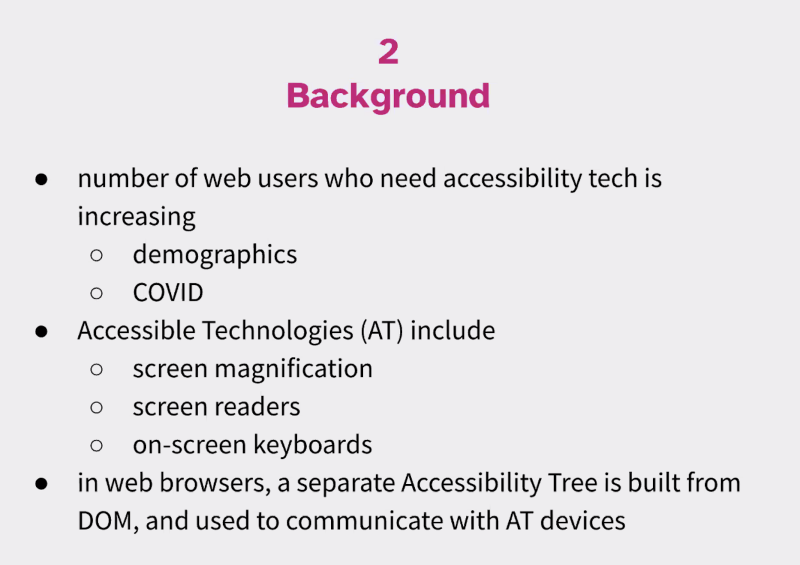 2
Background
● number of web users who need accessibility tech is
increasing
○ demographics
○ COVID
● Accessible Technologies (AT) include
○ screen magnification
○ screen readers
○ on-screen keyboards
● in web browsers, a separate Accessibility Tree is built from
DOM, and used to communicate with AT devices